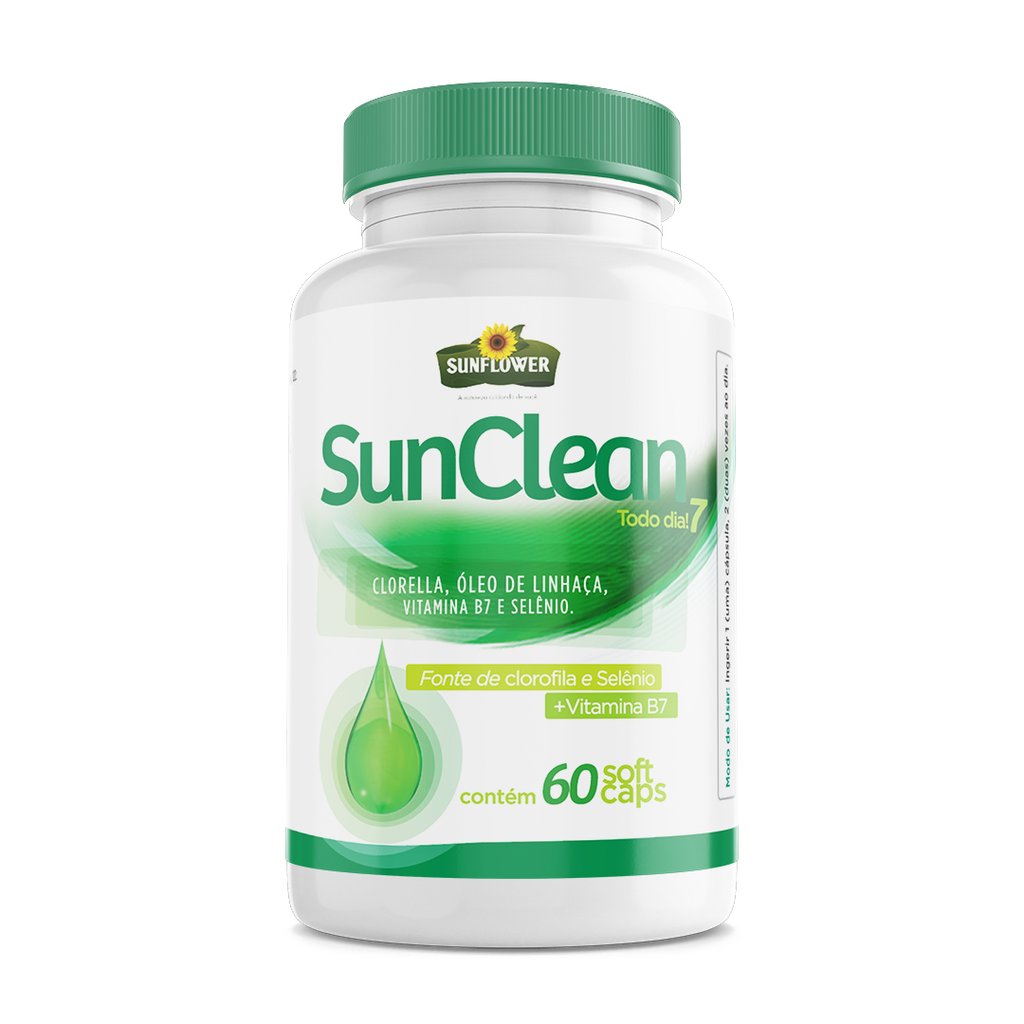 SUNFLOWER
SunClean
Todo dia!7
CLORELLA, ÓLEO DE LINHAÇA,
VITAMINA B7 E SELÊNIO.
Fonte de clorofila e Selênio
+Vitamina B7
contém 60 soft
caps
Modo de Usar: Ingerir 1 (uma) cápsula, 2 (duas) vezes ao dia.